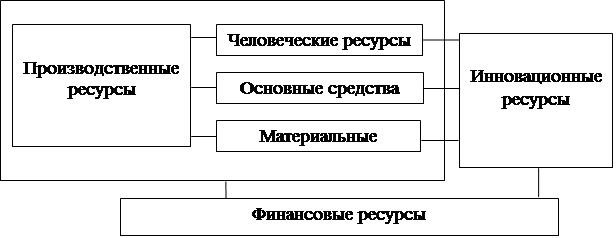 Производственные
ресурсы
Человеческие ресурсы
Основные средства
Материальные
Инновационные
ресурсы
Финансовые ресурсы